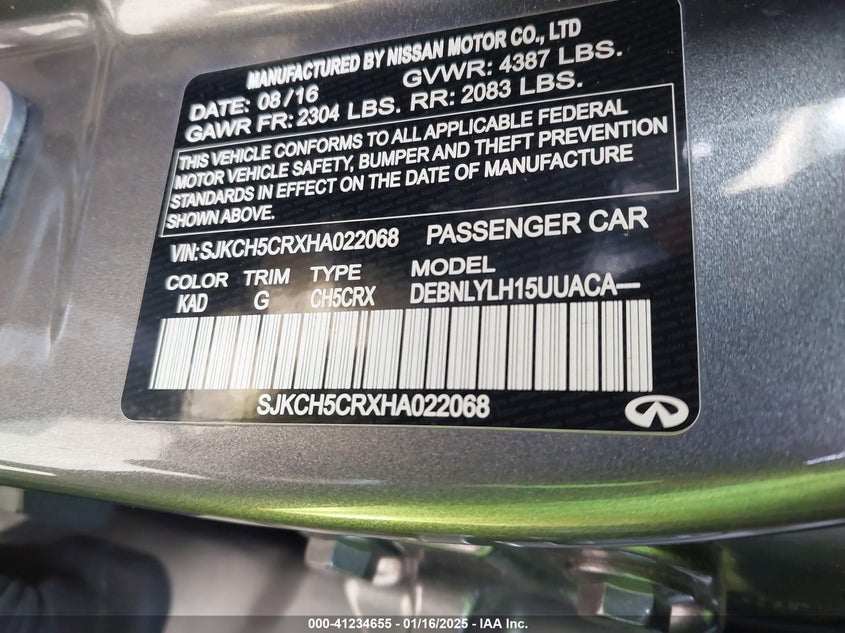 MANUFACTURED BY NISSAN MOTOR CO., LTD
DATE: 08/16 GVWR: 4387 LBS.
GAWR FR: 2304 LBS. RR: 2083 LBS.
THIS VEHICLE CONFORMS TO ALL APPLICABLE FEDERAL
MOTOR VEHICLE SAFETY, BUMPER AND THEFT PREVENTION
STANDARDS IN EFFECT ON THE DATE OF MANUFACTURE
SHOWN ABOVE.
VIN:SJKCH5CRXHA022068 PASSENGER CAR
COLOR TRIM TYPE MODEL
KAD G CH5CRX DEBNLYLH15UUACA—
SJKCH5CRXHA022068
000-41234655 - 01/16/2025 - IAA Inc.